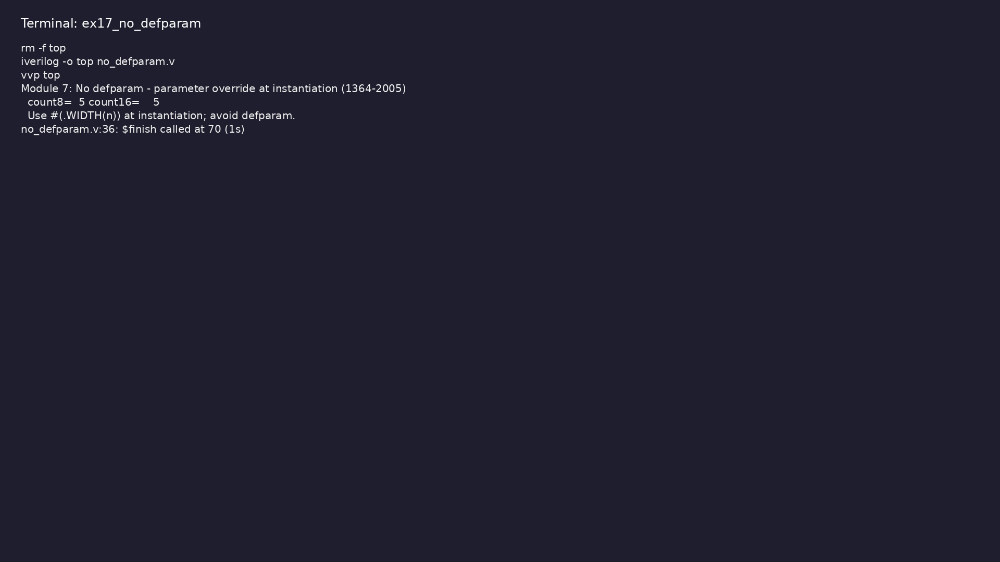 Terminal: ex17_no_defparam
rm -f top
iverilog -o top no_defparam.v
vvp top
Module 7: No defparam - parameter override at instantiation (1364-2005)
  count8=  5 count16=    5
  Use #(.WIDTH(n)) at instantiation; avoid defparam.
no_defparam.v:36: $finish called at 70 (1s)